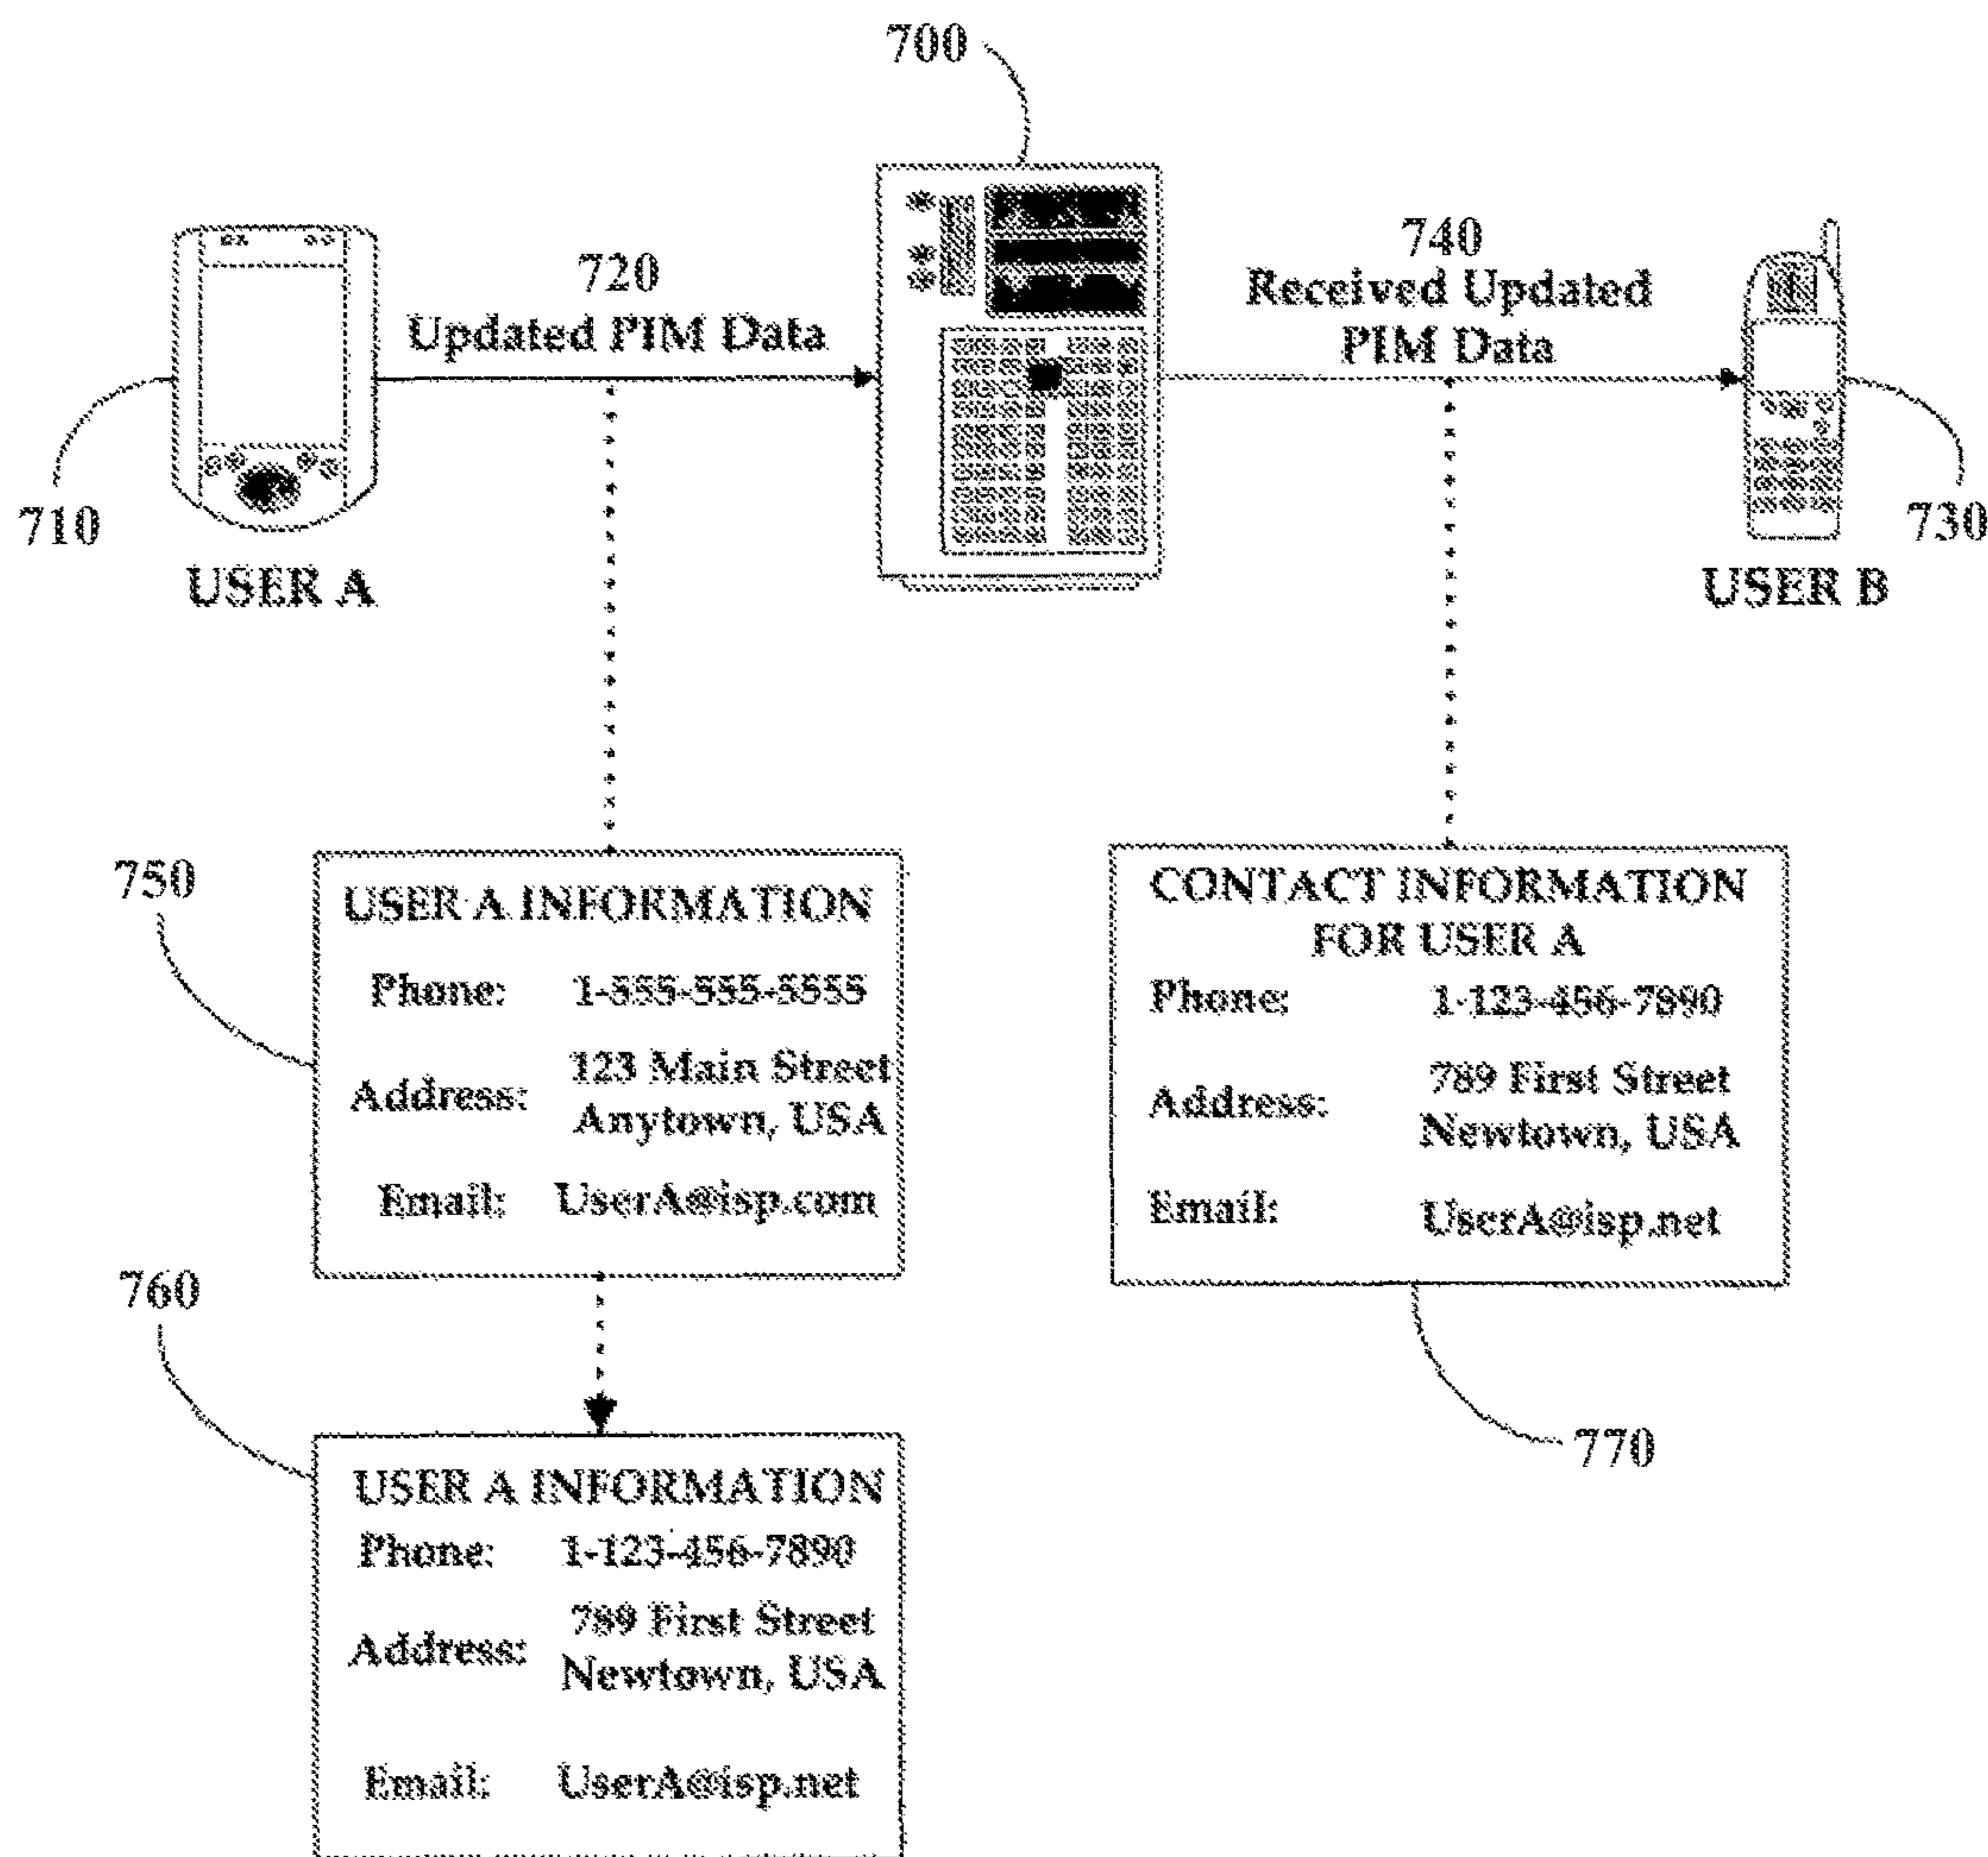 700
740
Received Updated
PIM Data
720
Updated PIM Data
710
730
USER A
USER B
750
USER A INFORMATION
Phone: 1-555-555-5555
Address: 123 Main Street
Anytown, USA
Email: UserA@isp.com
CONTACT INFORMATION
FOR USER A
Phone: 1-123-456-7890
Address: 789 First Street
Newtown, USA
Email: UserA@isp.net
760
770
USER A INFORMATION
Phone: 1-123-456-7890
Address: 789 First Street
Newtown, USA
Email: UserA@isp.net